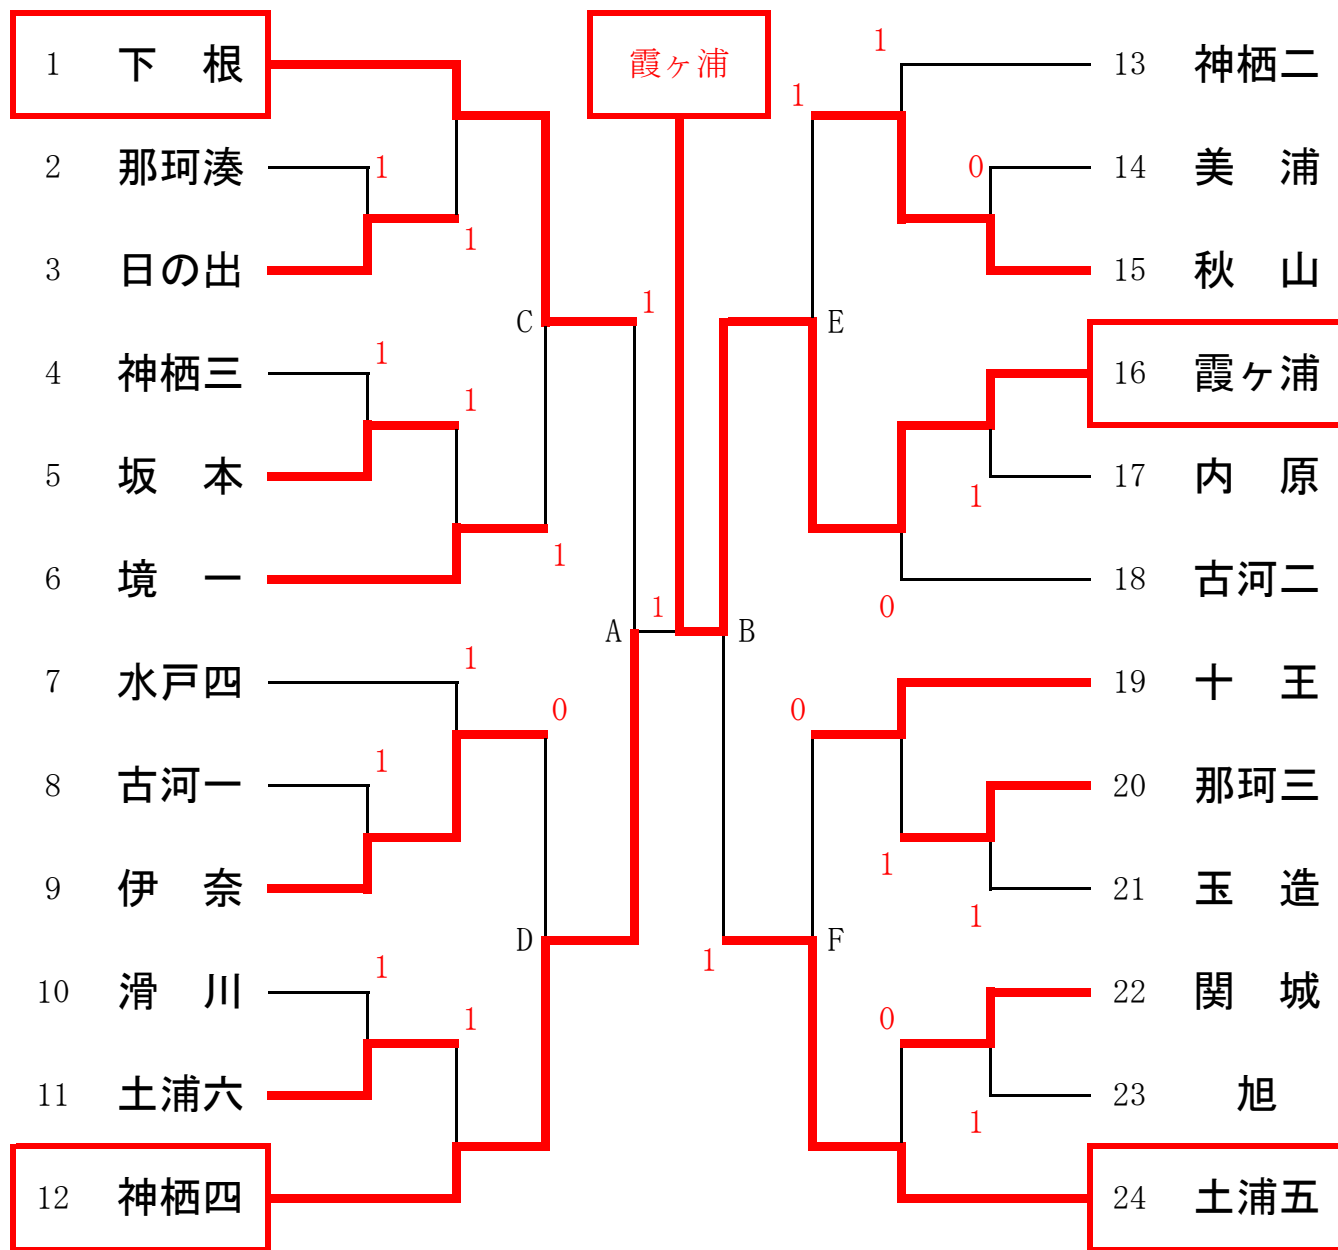 霞ヶ浦
1 下 根
2 那珂湊
3 日の出
4 神栖三
5 坂 本
6 境 一
7 水戸四
8 古河一
9 伊 奈
10 滑 川
11 土浦六
12 神栖四
1
1
1
1
1
1
1
1
1
0
1
C
A
D
1
1
1
1
0
1
0
0
1
1
0
1
1
E
B
F
13 神栖二
14 美 浦
15 秋 山
16 霞ヶ浦
17 内 原
18 古河二
19 十 王
20 那珂三
21 玉 造
22 関 城
23 旭
24 土浦五